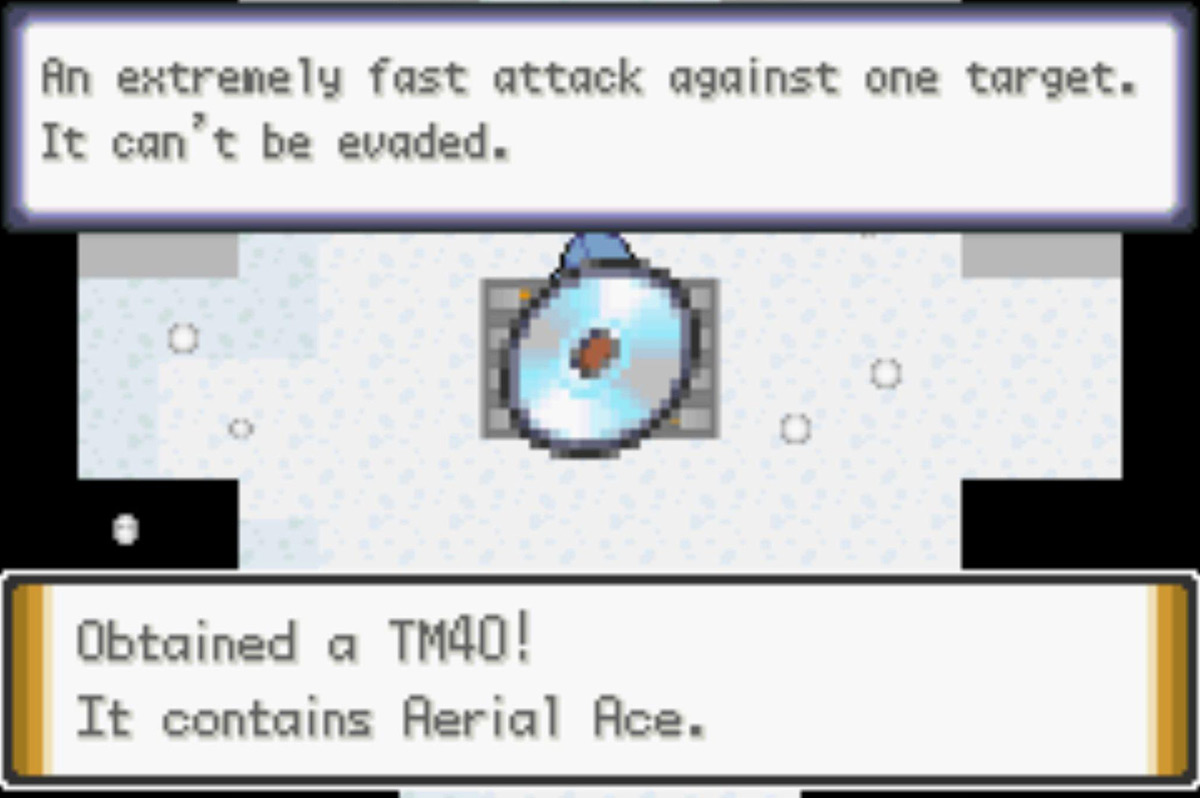 An extremely fast attack against one target.
It can't be evaded.
Obtained a TM40!
It contains Aerial Ace.